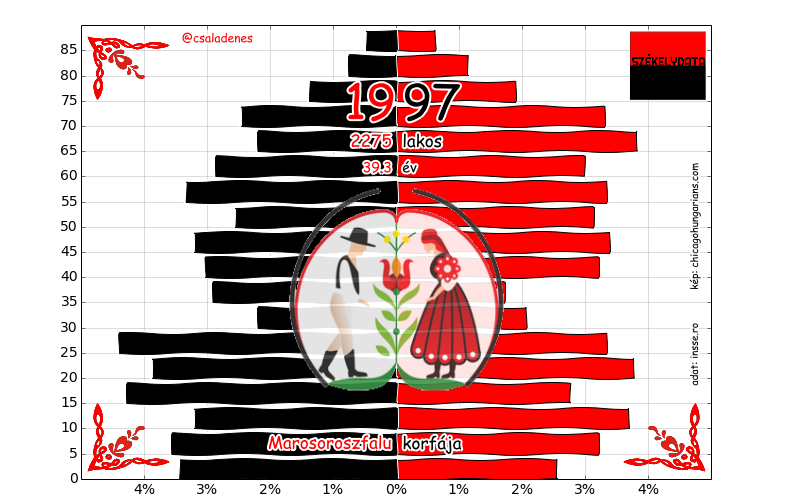 @csaladenes
SZÉKELYDATA
1997
2275 lakos
39.3 év
kép: chicagohungarians.com
adat: insse.ro
Marosoroszfalu korfája
85
80
75
70
65
60
55
50
45
40
35
30
25
20
15
10
5
0
4% 3% 2% 1% 0% 1% 2% 3% 4%